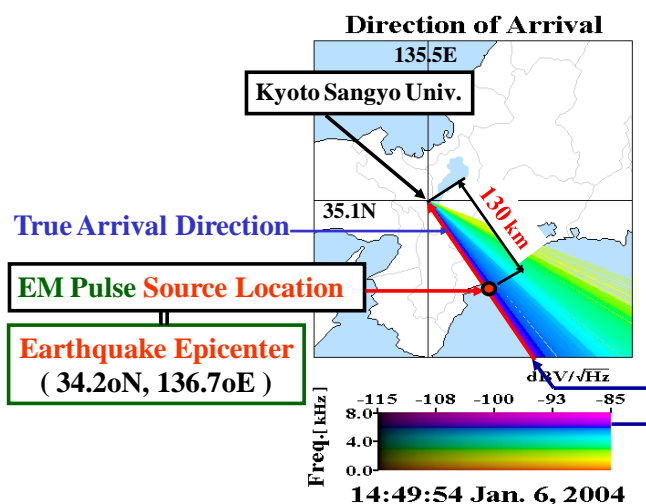 Direction of Arrival
135.5E
Kyoto Sangyo Univ.
35.1N
130 km
True Arrival Direction
EM Pulse Source Location
Earthquake Epicenter
( 34.2oN, 136.7oE )
dBV/√Hz
-115 -108 -100 -93 -85
Freq.[ kHz ]
8.0
4.0
0.0
14:49:54 Jan. 6, 2004